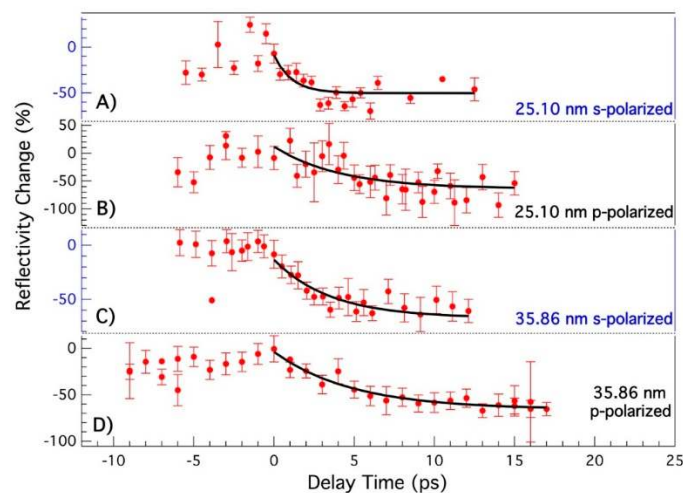 0
-50
A)
25.10 nm s-polarized
50
0
-50
-100
B)
25.10 nm p-polarized
0
-50
C)
35.86 nm s-polarized
0
-50
-100
D)
35.86 nm
p-polarized
Reflectivity Change (%)
-10 -5 0 5 10 15 20 25
Delay Time (ps)